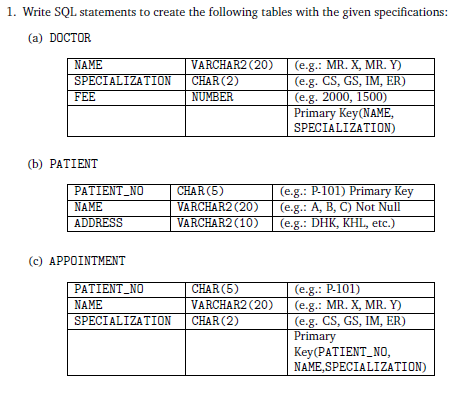 1. Write SQL statements to create the following tables with the given specifications:
(a) DOCTOR
NAME VARCHAR2(20) (e.g.: MR. X, MR. Y)
SPECIALIZATION CHAR(2) (e.g. CS, GS, IM, ER)
FEE NUMBER (e.g. 2000, 1500)
Primary Key(NAME,
SPECIALIZATION)
(b) PATIENT
PATIENT_NO CHAR(5) (e.g.: P-101) Primary Key
NAME VARCHAR2(20) (e.g.: A, B, C) Not Null
ADDRESS VARCHAR2(10) (e.g.: DHK, KHL, etc.)
(c) APPOINTMENT
PATIENT_NO CHAR(5) (e.g.: P-101)
NAME VARCHAR2(20) (e.g.: MR. X, MR. Y)
SPECIALIZATION CHAR(2) (e.g. CS, GS, IM, ER)
Primary
Key(PATIENT_NO,
NAME,SPECIALIZATION)